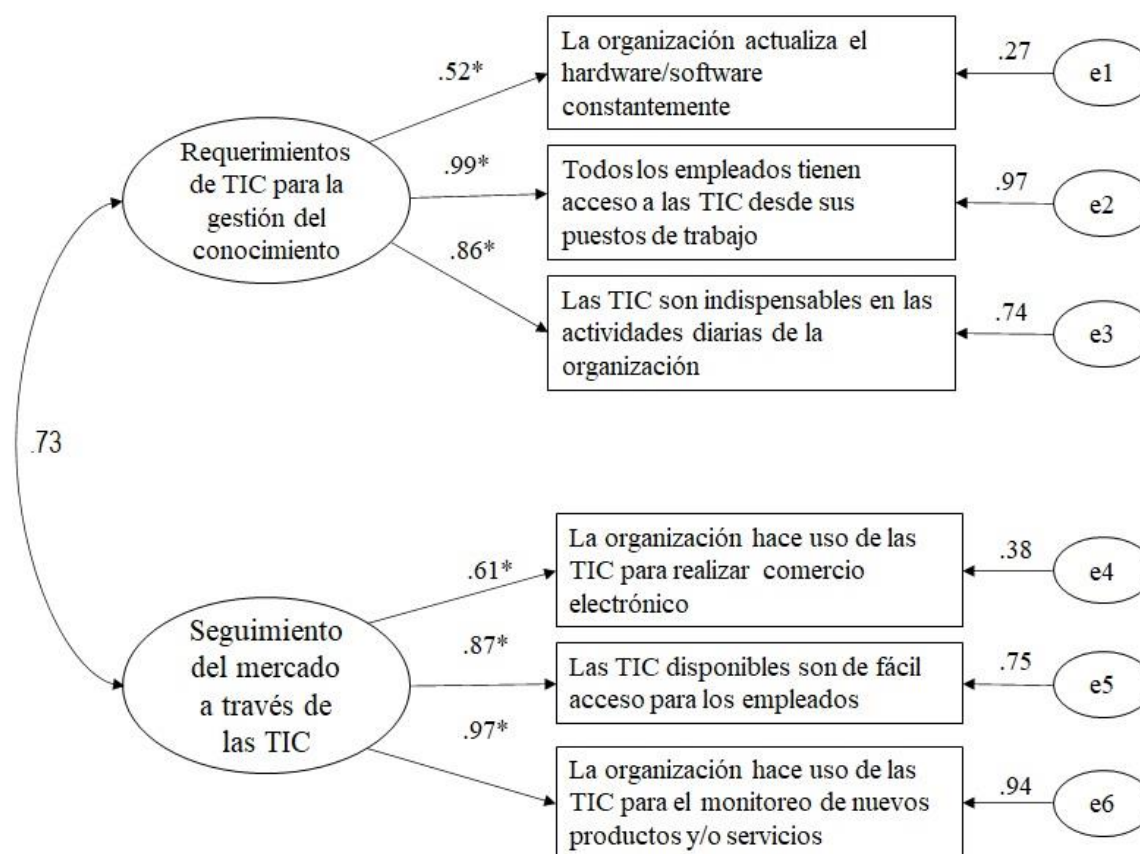 La organización actualiza el
hardware/software
constantemente
.52*
.27
e1
Requerimientos
de TIC para la
gestión del
conocimiento
.99*
Todos los empleados tienen
acceso a las TIC desde sus
puestos de trabajo
.97
e2
.86*
Las TIC son indispensables en las
actividades diarias de la
organización
.74
e3
.73
La organización hace uso de las
TIC para realizar comercio
electrónico
.61*
.38
e4
Seguimiento
del mercado
a través de
las TIC
.87*
Las TIC disponibles son de fácil
acceso para los empleados
.75
e5
.97*
La organización hace uso de las
TIC para el monitoreo de nuevos
productos y/o servicios
.94
e6